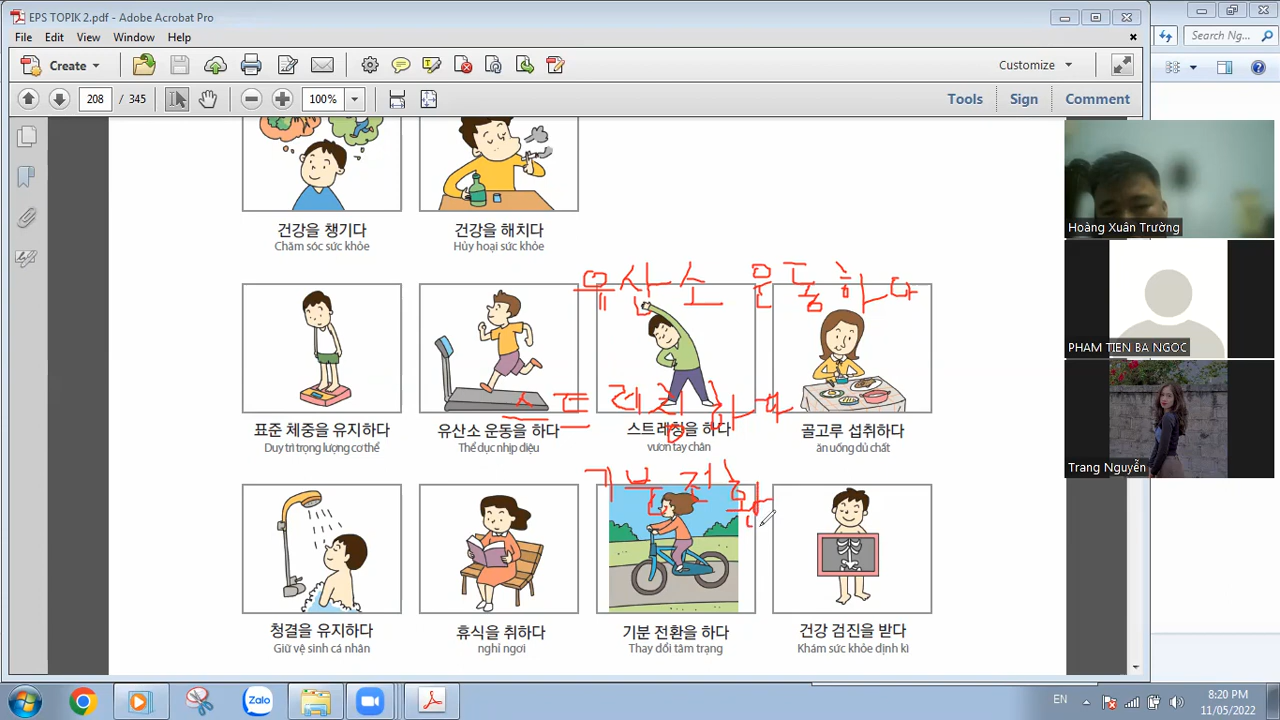 EPS TOPIK 2.pdf - Adobe Acrobat Pro
File Edit View Window Help
Create
Customize
208 / 345
100%
Tools Sign Comment
Search Ng...
건강을 챙기다
Chăm sóc sức khỏe
건강을 해치다
Hủy hoại sức khỏe
유산소 운동하다
표준 체중을 유지하다
Duy trì trọng lượng cơ thể
유산소 운동을 하다
Thể dục nhịp điệu
스트레칭을 하다
vươn tay chân
골고루 섭취하다
ăn uống đủ chất
스트레칭하다
기분 전환
청결을 유지하다
Giữ vệ sinh cá nhân
휴식을 취하다
nghỉ ngơi
기분 전환을 하다
Thay đổi tâm trạng
건강 검진을 받다
Khám sức khỏe định kì
Hoàng Xuân Trường
PHAM TIEN BA NGOC
Trang Nguyễn
Zalo
EN
8:20 PM
11/05/2022